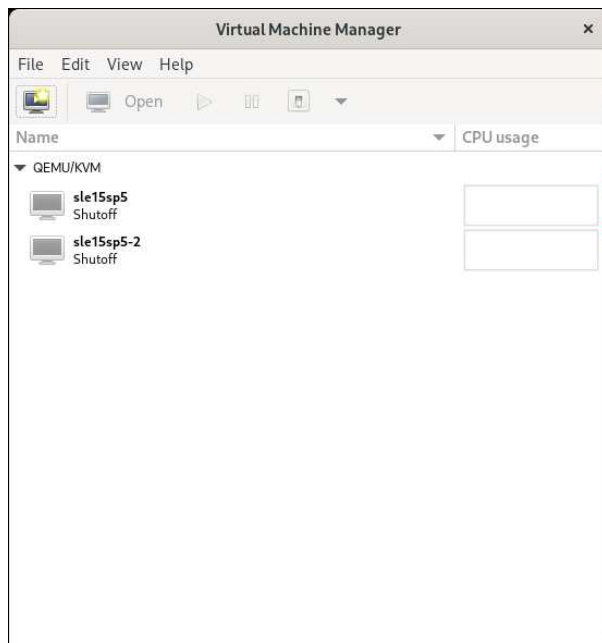 Virtual Machine Manager ×
File Edit View Help
Open
Name CPU usage
QEMU/KVM
sle15sp5
Shutoff
sle15sp5-2
Shutoff